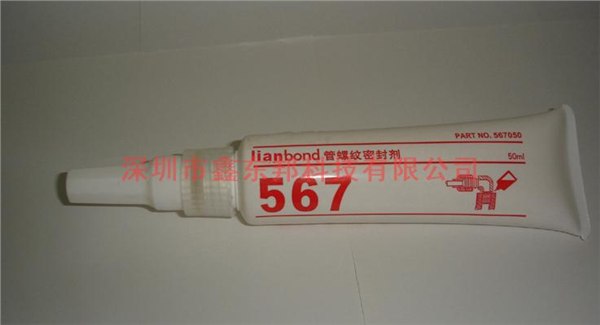 PART NO. 567050
lianbond 管螺紋密封剂
50ml
深圳市鑫东邦科技有限公司
567